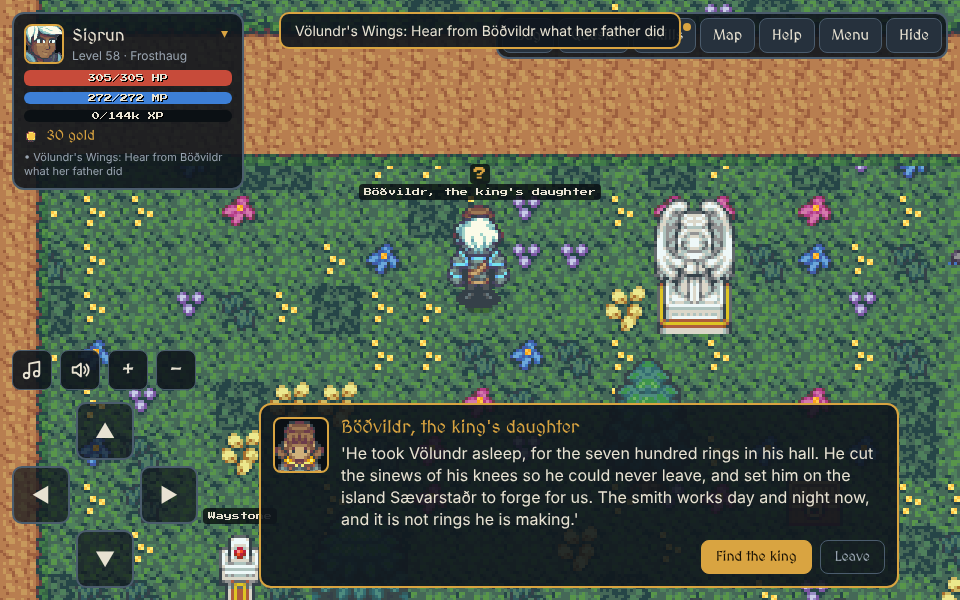 Sigrun
Level 58 · Frosthaug
305/305 HP
272/272 MP
0/144k XP
30 gold
• Völundr's Wings: Hear from Böðvildr
what her father did
Völundr's Wings: Hear from Böðvildr what her father did
Map
Help
Menu
Hide
?
Böðvildr, the king's daughter
+
-
Waystone
Böðvildr, the king's daughter
'He took Völundr asleep, for the seven hundred rings in his hall. He cut
the sinews of his knees so he could never leave, and set him on the
island Sævarstaðr to forge for us. The smith works day and night now,
and it is not rings he is making.'
Find the king
Leave